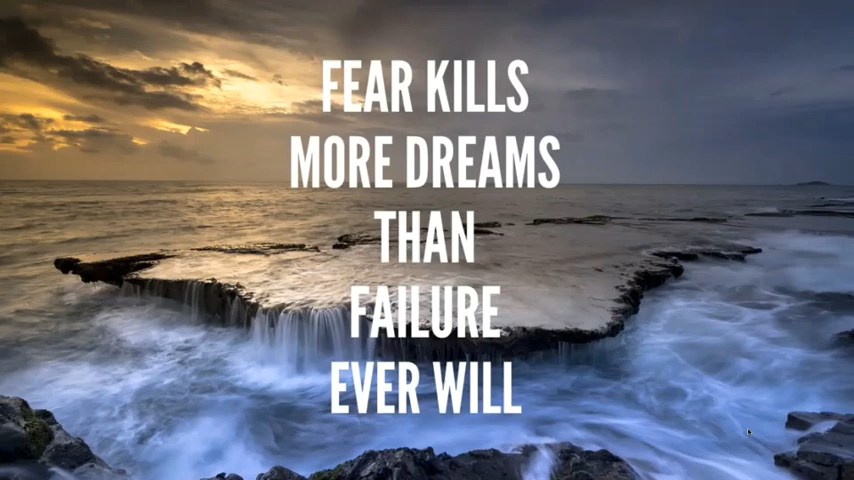 FEAR KILLS
MORE DREAMS
THAN
FAILURE
EVER WILL